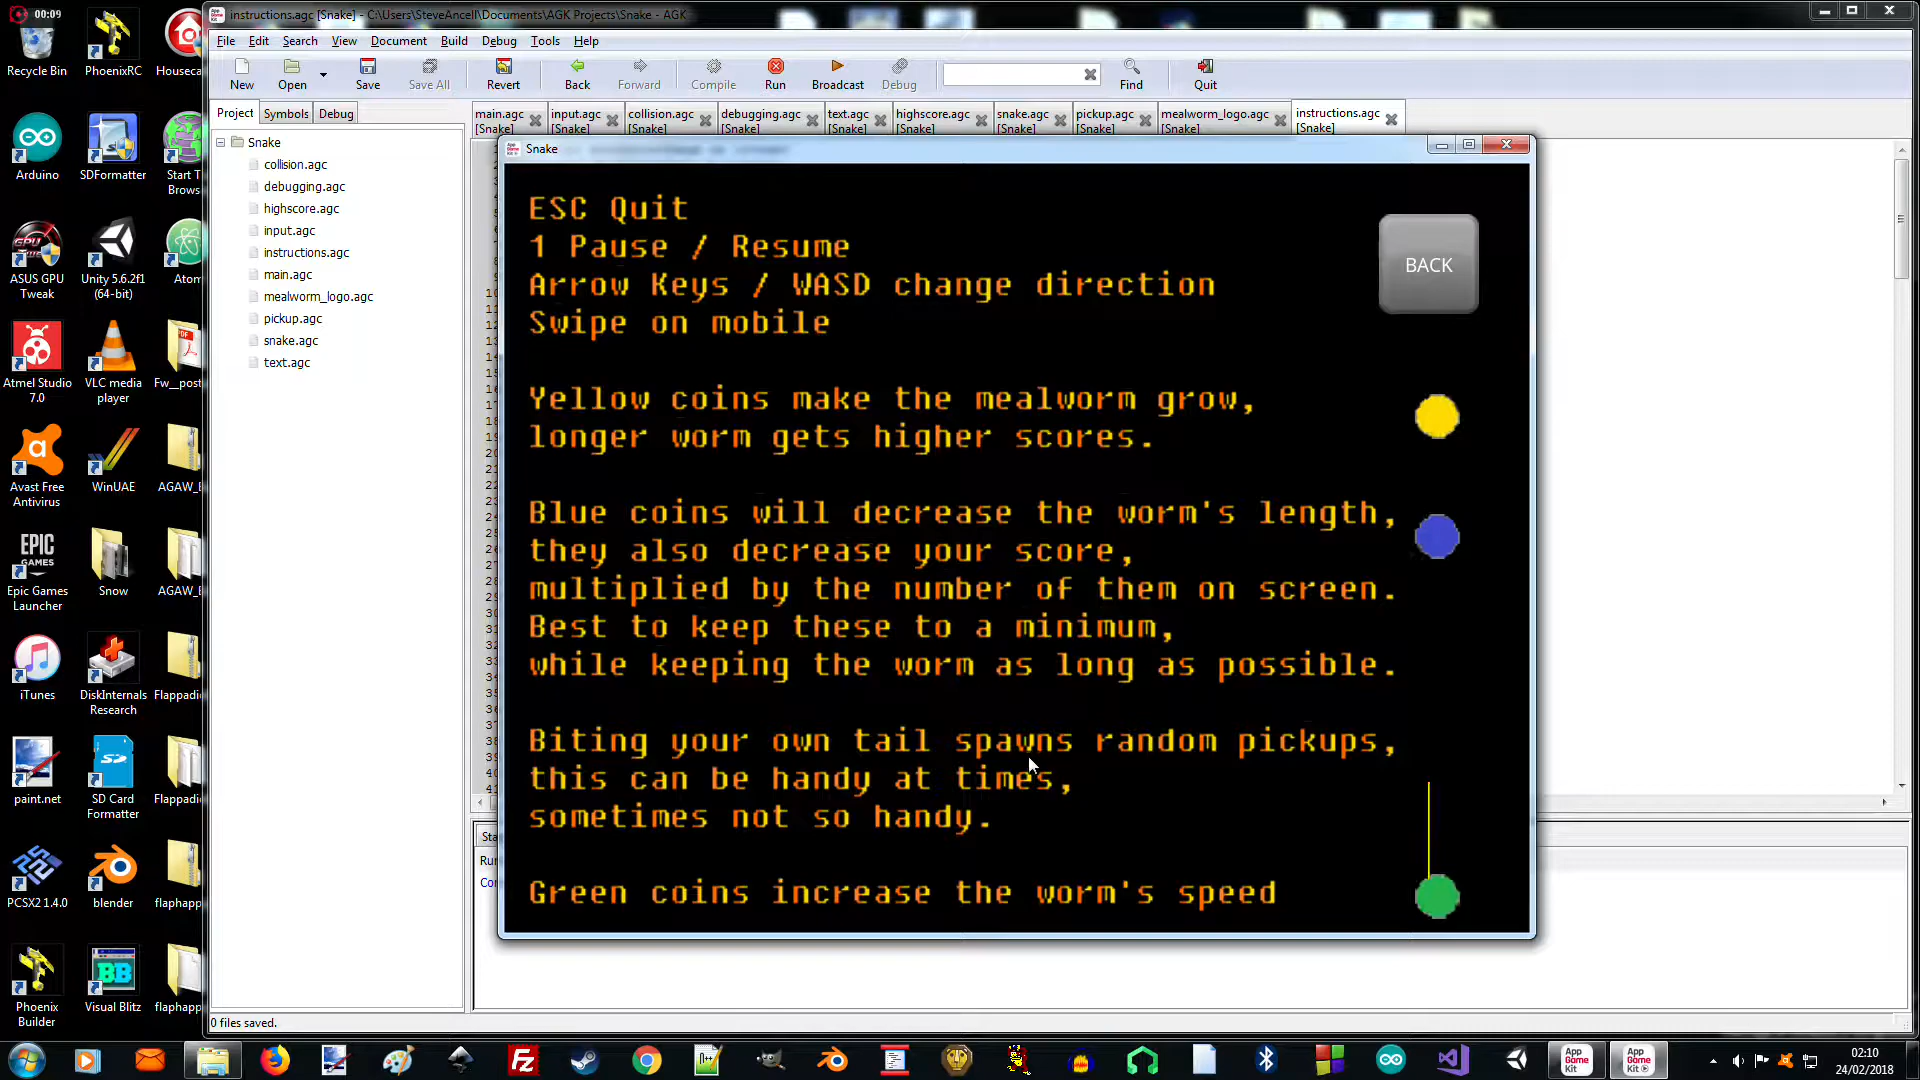 00:09
instructions.agc [Snake] - C:\Users\SteveAncell\Documents\AGK Projects\Snake - AGK
File Edit Search View Document Build Debug Tools Help
New Open Save Save All Revert Back Forward Compile Run Broadcast Debug Find Quit
Project Symbols Debug
main.agc [Snake]
input.agc [Snake]
collision.agc [Snake]
debugging.agc [Snake]
text.agc [Snake]
highscore.agc [Snake]
snake.agc [Snake]
pickup.agc [Snake]
mealworm_logo.agc [Snake]
instructions.agc [Snake]
Snake
collision.agc
debugging.agc
highscore.agc
input.agc
instructions.agc
main.agc
mealworm_logo.agc
pickup.agc
snake.agc
text.agc
Snake
ESC Quit
1 Pause / Resume
Arrow Keys / WASD change direction
Swipe on mobile
BACK
Yellow coins make the mealworm grow,
longer worm gets higher scores.
Blue coins will decrease the worm's length,
they also decrease your score,
multiplied by the number of them on screen.
Best to keep these to a minimum,
while keeping the worm as long as possible.
Biting your own tail spawns random pickups,
this can be handy at times,
sometimes not so handy.
Green coins increase the worm's speed
0 files saved.
Recycle Bin
PhoenixRC
Houseca
Arduino
SDFormatter
Start T
Brows
ASUS GPU
Tweak
Unity 5.6.2f1
(64-bit)
Atom
Atmel Studio
7.0
VLC media
player
Fw__post
Avast Free
Antivirus
WinUAE
AGAW_E
Epic Games
Launcher
Snow
AGAW_E
iTunes
DiskInternals
Research
Flappadi
paint.net
SD Card
Formatter
Flappadi
PCSX2 1.4.0
blender
flaphapp
Phoenix
Builder
Visual Blitz
flaphapp
02:10
24/02/2018